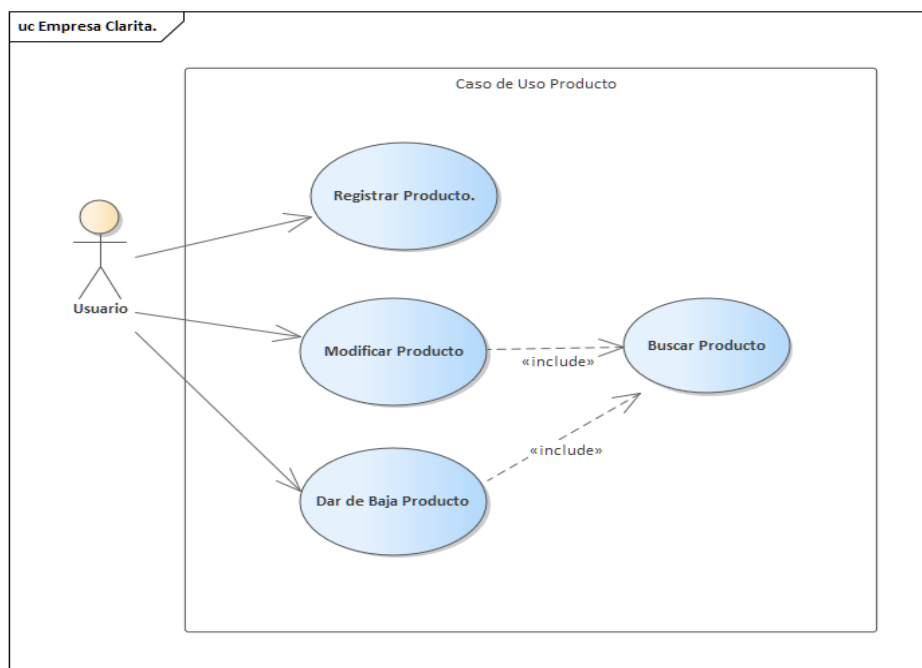 uc Empresa Clarita.
Caso de Uso Producto
Registrar Producto.
Usuario
Modificar Producto
«include»
Buscar Producto
«include»
Dar de Baja Producto